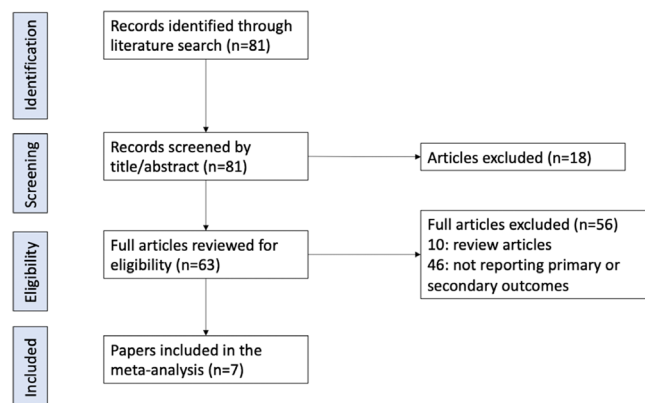 Identification
Records identified through
literature search (n=81)
Screening
Records screened by
title/abstract (n=81)
Articles excluded (n=18)
Eligibility
Full articles reviewed for
eligibility (n=63)
Full articles excluded (n=56)
10: review articles
46: not reporting primary or
secondary outcomes
Included
Papers included in the
meta-analysis (n=7)